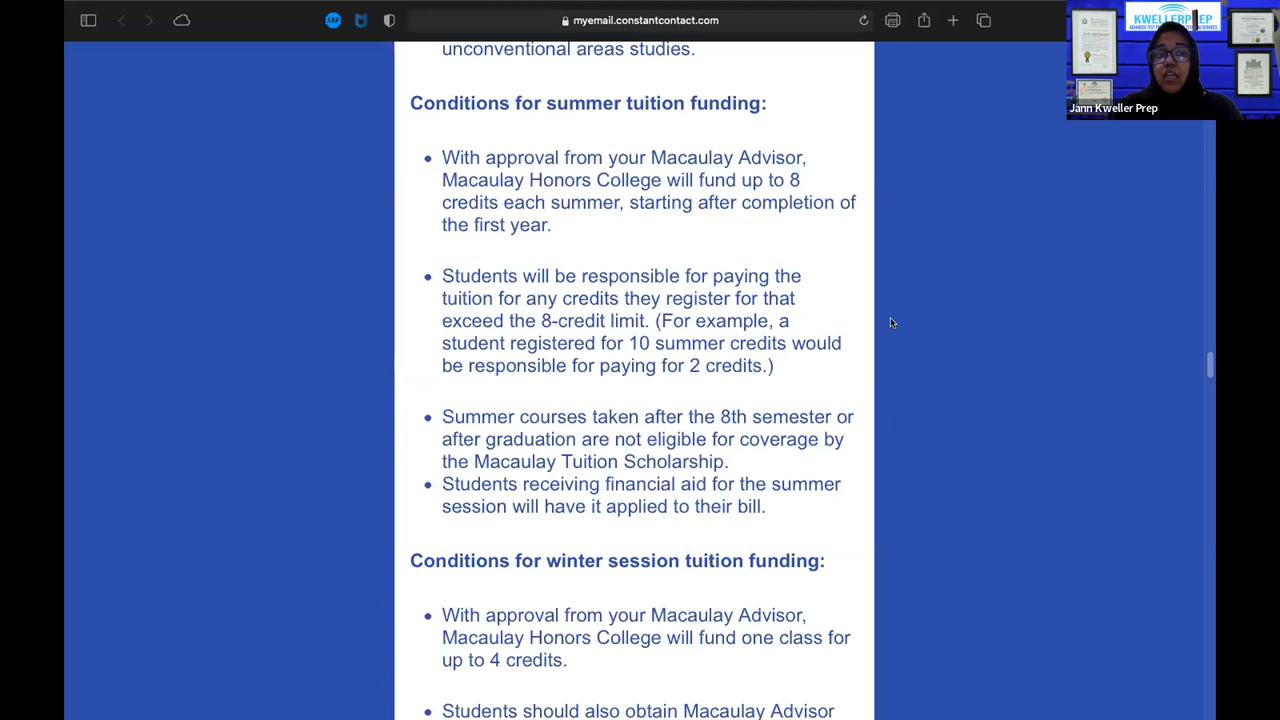 ABP
myemail.constantcontact.com
KWELLERPREP
Jann Kweller Prep
unconventional areas studies.
Conditions for summer tuition funding:
• With approval from your Macaulay Advisor,
Macaulay Honors College will fund up to 8
credits each summer, starting after completion of
the first year.
• Students will be responsible for paying the
tuition for any credits they register for that
exceed the 8-credit limit. (For example, a
student registered for 10 summer credits would
be responsible for paying for 2 credits.)
• Summer courses taken after the 8th semester or
after graduation are not eligible for coverage by
the Macaulay Tuition Scholarship.
• Students receiving financial aid for the summer
session will have it applied to their bill.
Conditions for winter session tuition funding:
• With approval from your Macaulay Advisor,
Macaulay Honors College will fund one class for
up to 4 credits.
• Students should also obtain Macaulay Advisor